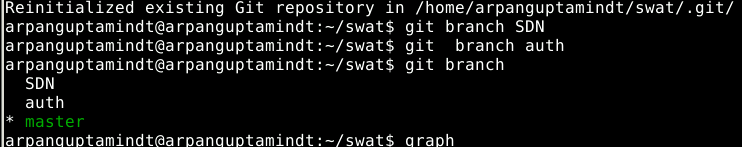 Reinitialized existing Git repository in /home/arpanguptamindt/swat/.git/
arpanguptamindt@arpanguptamindt:~/swat$ git branch SDN
arpanguptamindt@arpanguptamindt:~/swat$ git  branch auth
arpanguptamindt@arpanguptamindt:~/swat$ git branch
  SDN
  auth
* master
arpanguptamindt@arpanguptamindt:~/swat$ graph